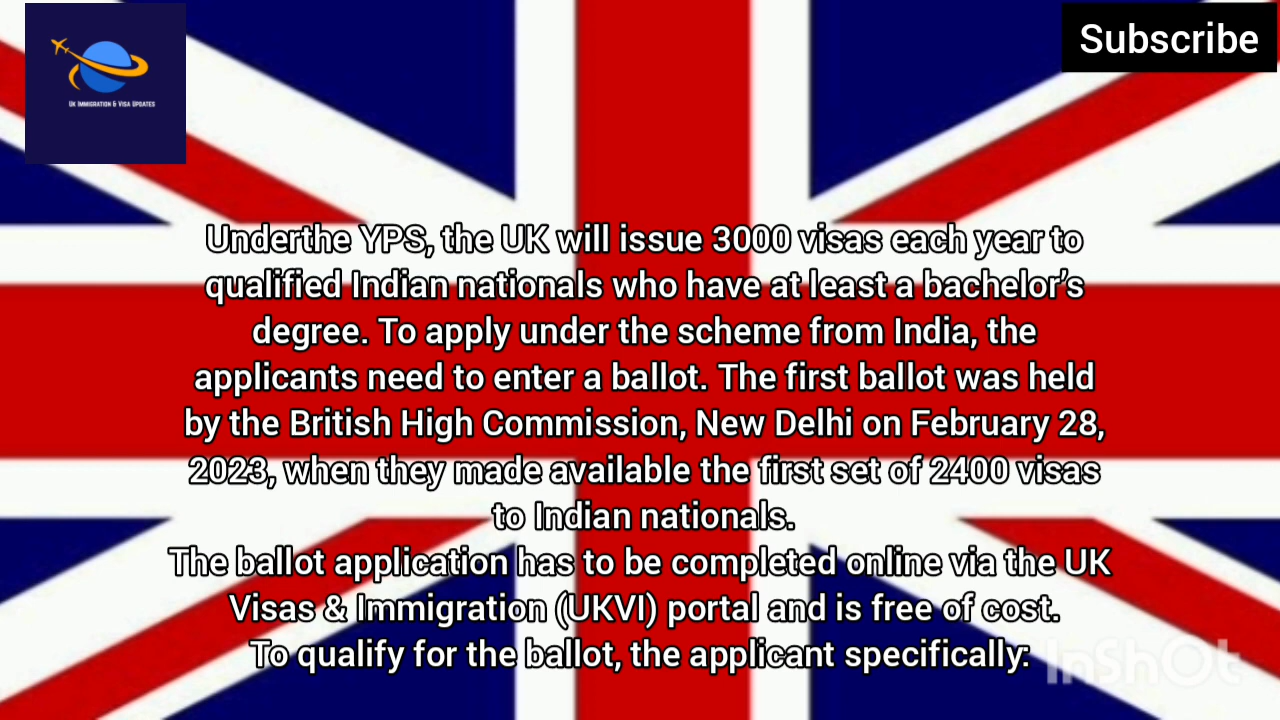 Subscribe
UK IMMIGRATION & VISA UPDATES
Underthe YPS, the UK will issue 3000 visas each year to
qualified Indian nationals who have at least a bachelor’s
degree. To apply under the scheme from India, the
applicants need to enter a ballot. The first ballot was held
by the British High Commission, New Delhi on February 28,
2023, when they made available the first set of 2400 visas
to Indian nationals.
The ballot application has to be completed online via the UK
Visas & Immigration (UKVI) portal and is free of cost.
To qualify for the ballot, the applicant specifically:
InShOt